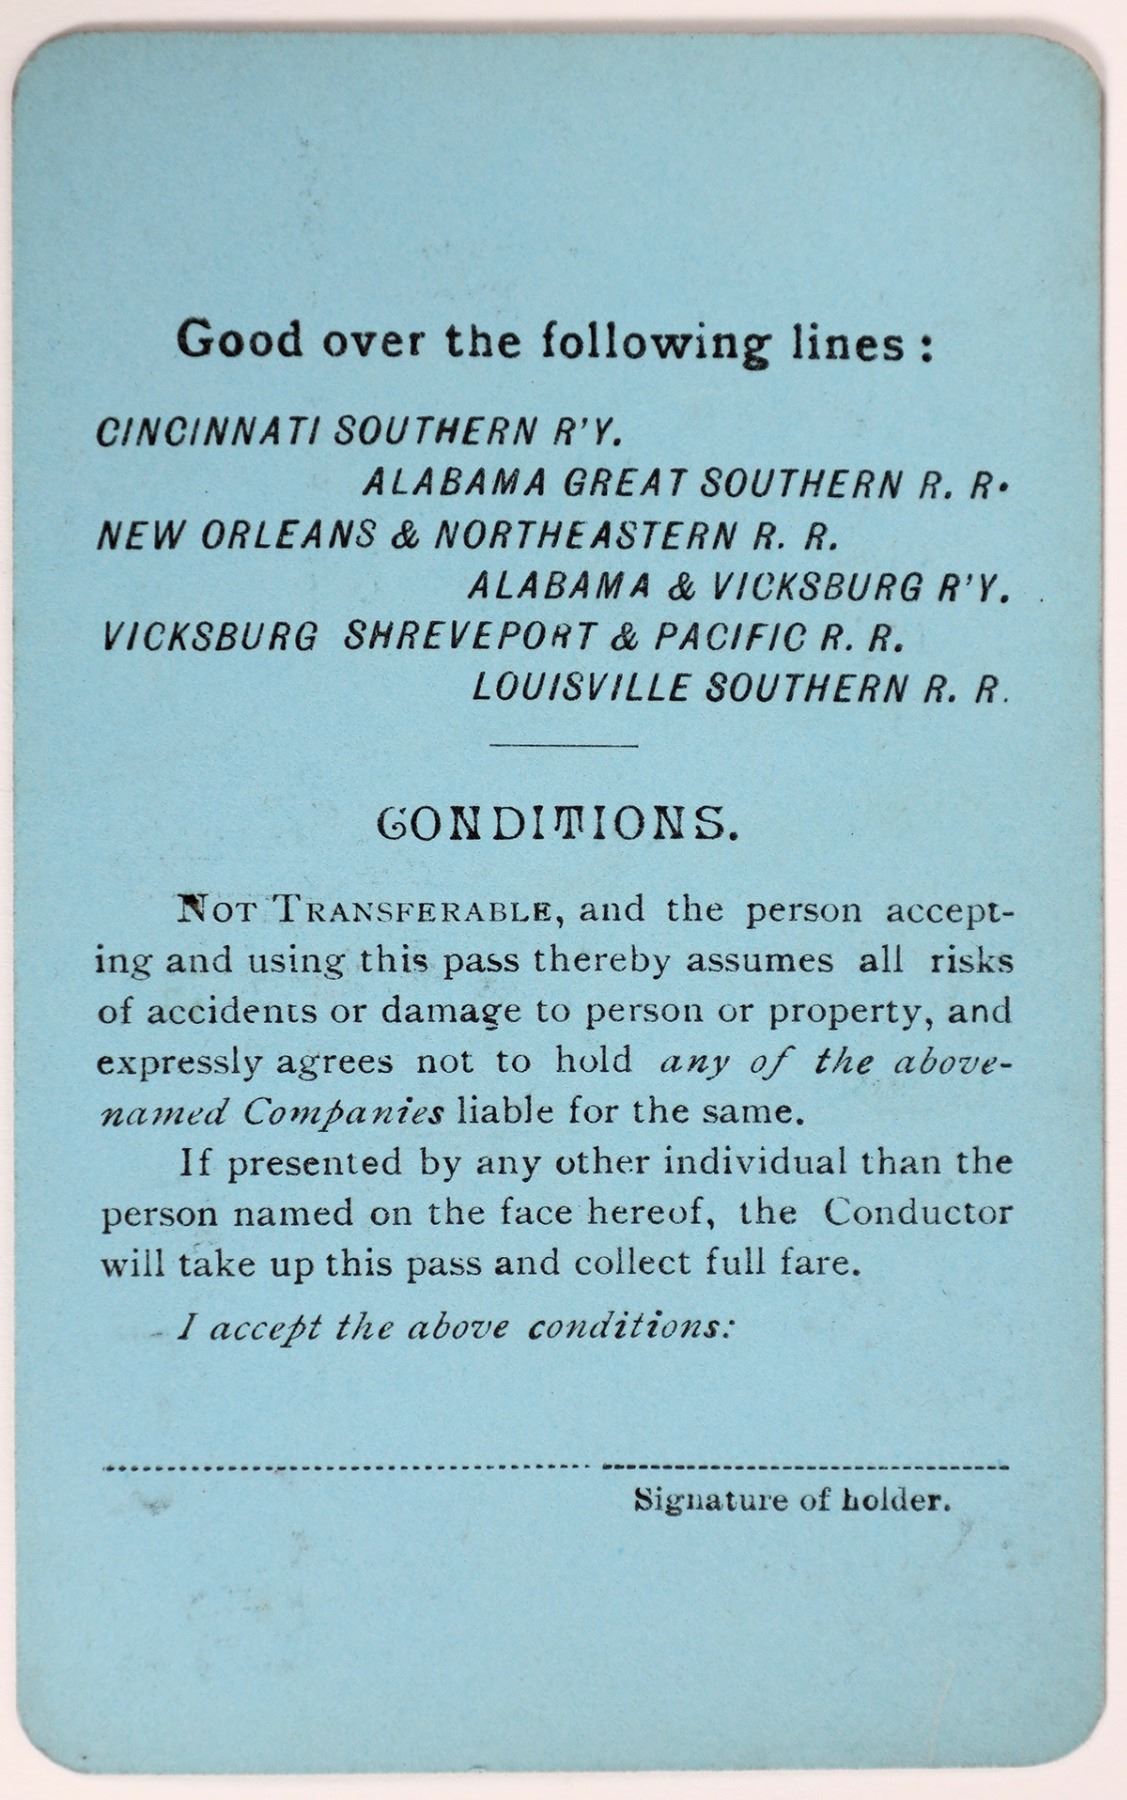 Good over the following lines :
CINCINNATI SOUTHERN R'Y.
ALABAMA GREAT SOUTHERN R. R.
NEW ORLEANS & NORTHEASTERN R. R.
ALABAMA & VICKSBURG R'Y.
VICKSBURG SHREVEPORT & PACIFIC R. R.
LOUISVILLE SOUTHERN R. R.
CONDITIONS.
NOT TRANSFERABLE, and the person accept-
ing and using this pass thereby assumes all risks
of accidents or damage to person or property, and
expressly agrees not to hold any of the above-
named Companies liable for the same.
If presented by any other individual than the
person named on the face hereof, the Conductor
will take up this pass and collect full fare.
I accept the above conditions:
Signature of holder.